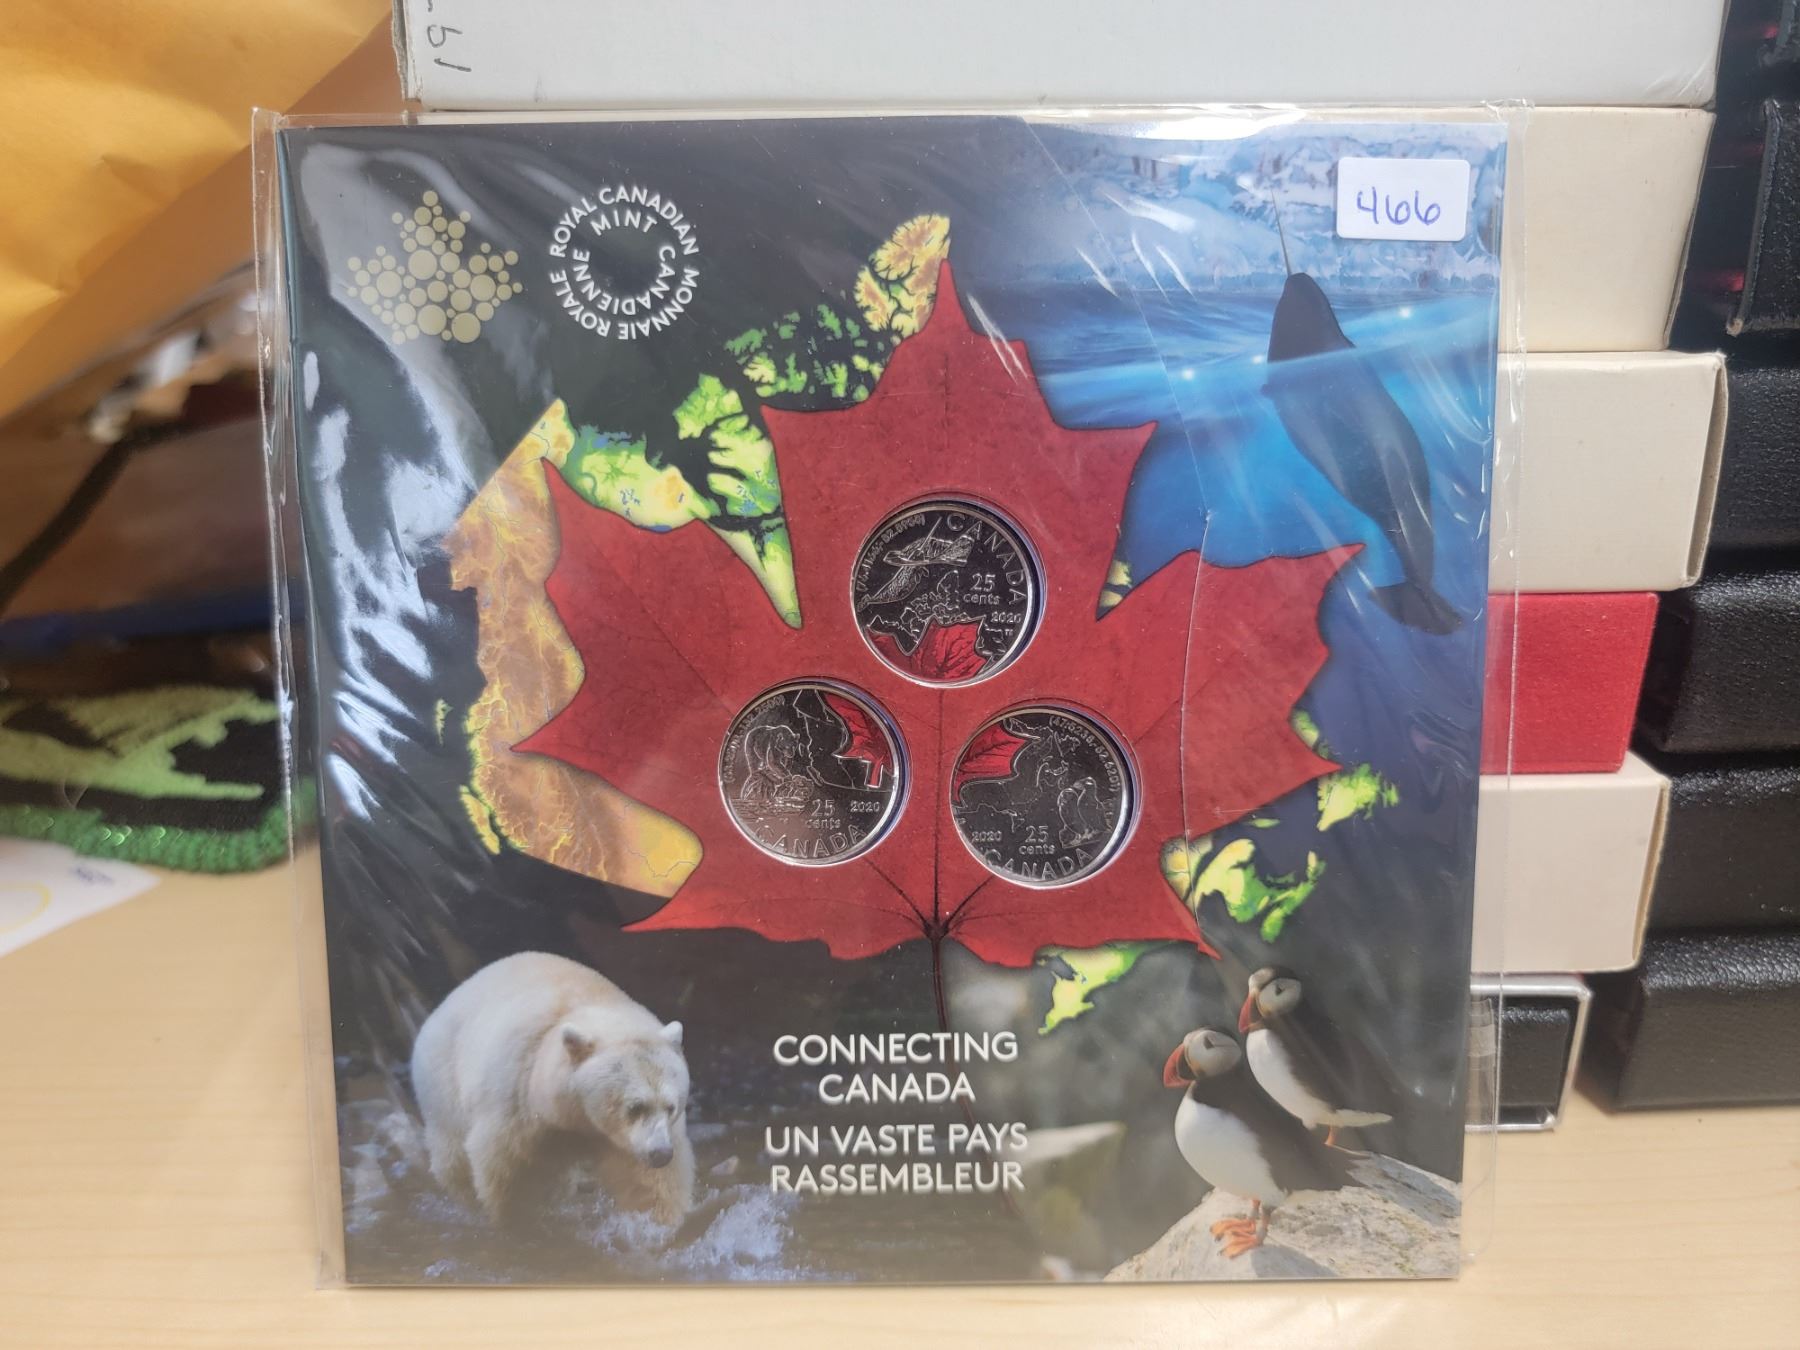 466
ROYAL CANADIAN MINT
MONNAIE ROYALE CANADIENNE
CANADA
25
cents
2020
25
cents
2020
CANADA
2020
25
cents
CANADA
CONNECTING
CANADA
UN VASTE PAYS
RASSEMBLEUR